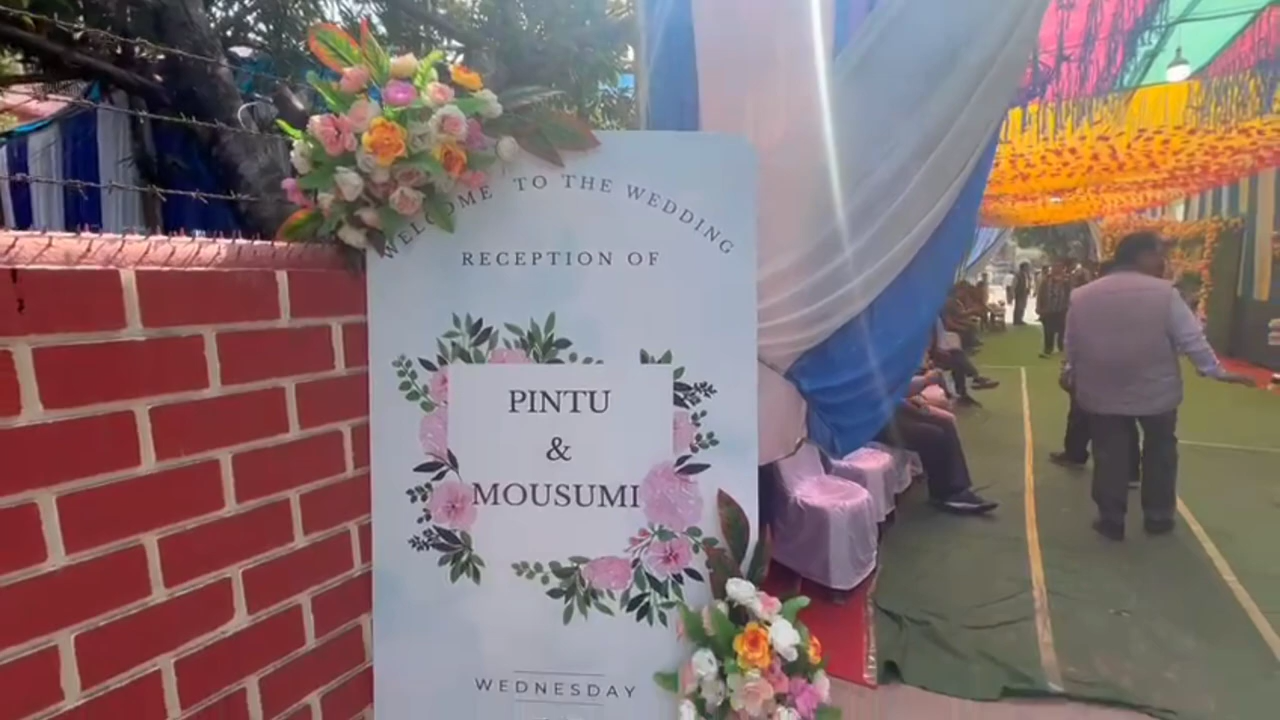 WELCOME TO THE WEDDING
RECEPTION OF
PINTU
&
MOUSUMI
WEDNESDAY